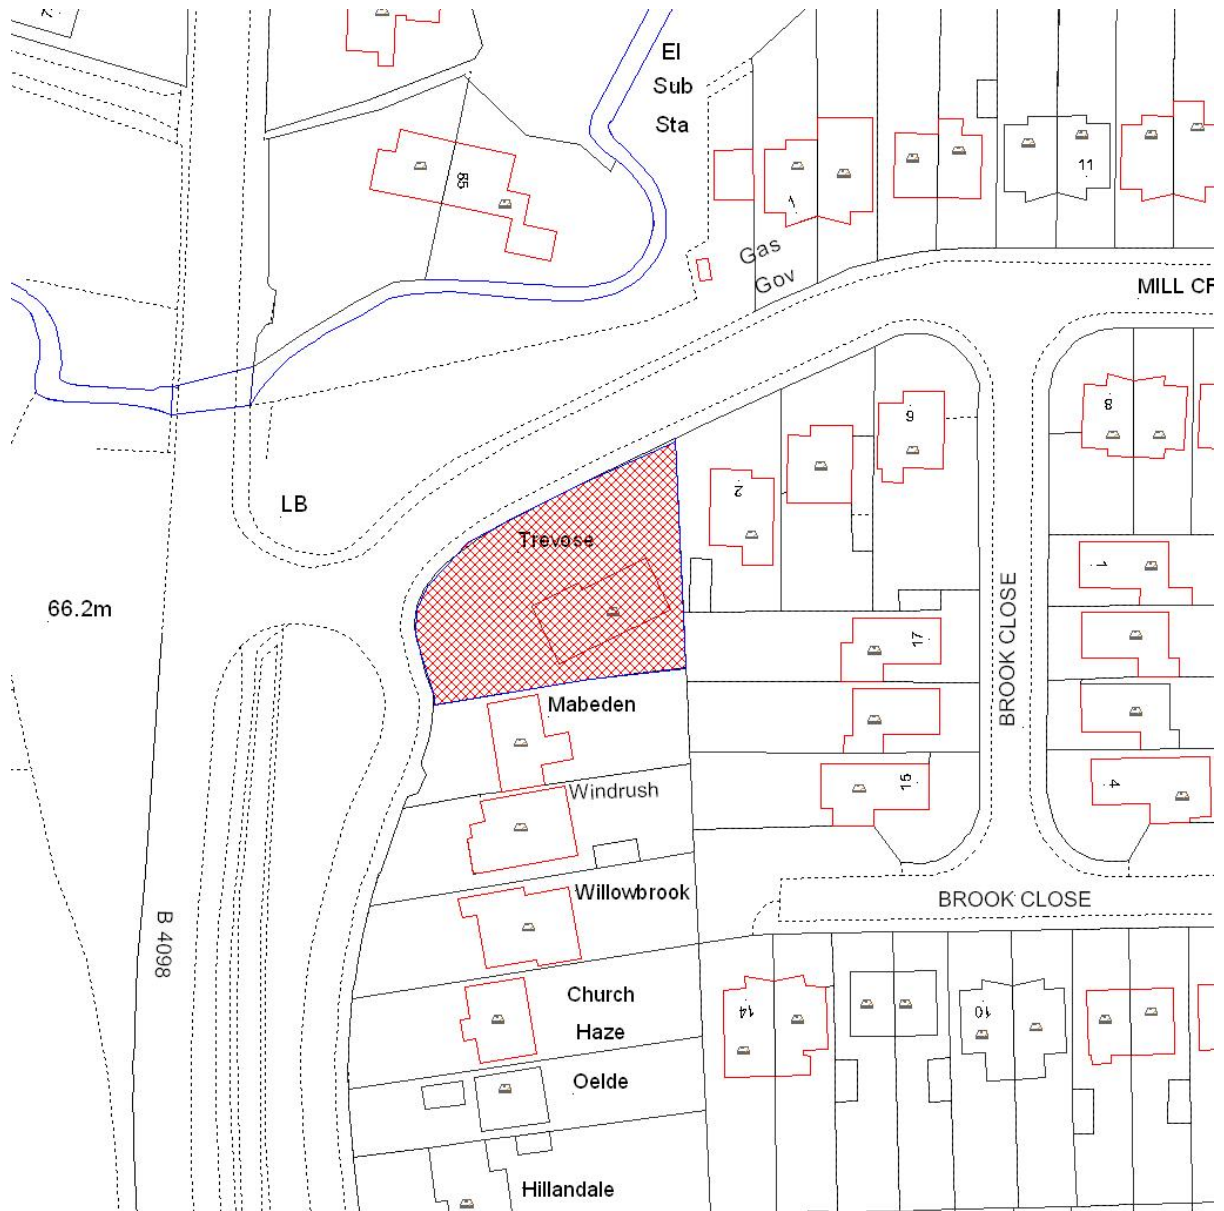 El
Sub
Sta
85
1
11
Gas
Gov
MILL CR
6
8
2
LB
Trevose
66.2m
1
17
BROOK CLOSE
Mabeden
15
4
Windrush
Willowbrook
BROOK CLOSE
B 4098
Church
Haze
14
10
Oelde
Hillandale